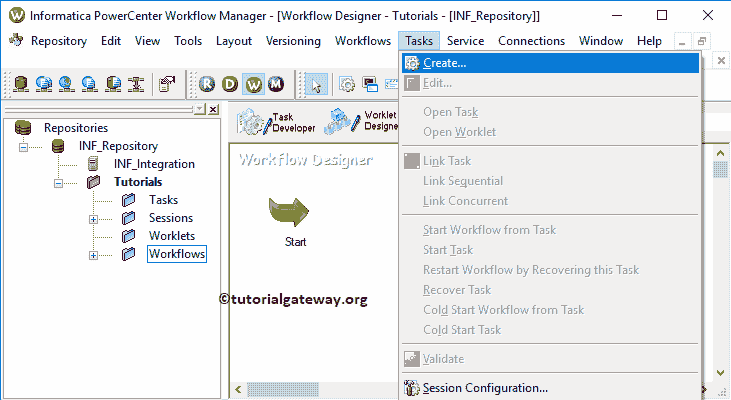 Informatica PowerCenter Workflow Manager - [Workflow Designer - Tutorials - [INF_Repository]]
Repository Edit View Tools Layout Versioning Workflows Tasks Service Connections Window Help
R D W M
Repositories
INF_Repository
INF_Integration
Tutorials
Tasks
Sessions
Worklets
Workflows
Task
Developer
Worklet
Designe
Workflow Designer
Start
©tutorialgateway.org
Create...
Edit...
Open Task
Open Worklet
Link Task
Link Sequential
Link Concurrent
Start Workflow from Task
Start Task
Restart Workflow by Recovering this Task
Recover Task
Cold Start Workflow from Task
Cold Start Task
Validate
Session Configuration...